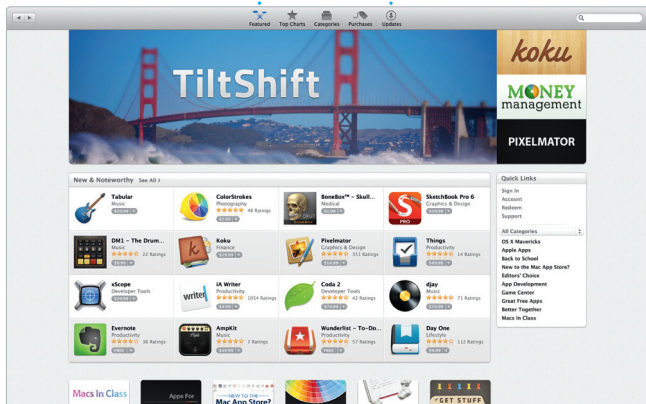 Featured Top Charts Categories Purchases Updates
TiltShift
koku
MONEY
management
PIXELMATOR
New & Noteworthy See All >
Tabular
Music
ColorStrokes
Photography
48 Ratings
BoneBox™ – Skull...
Medical
SketchBook Pro 6
Graphics & Design
PRO
DM1 – The Drum...
Music
22 Ratings
Koku
Finance
Pixelmator
Graphics & Design
351 Ratings
Things
Productivity
14 Ratings
xScope
Developer Tools
writer
iA Writer
Productivity
1014 Ratings
Coda 2
Developer Tools
42 Ratings
djay
Music
71 Ratings
Evernote
Productivity
36 Ratings
FREE
AmpKit
Music
7 Ratings
Wunderlist – To-Do...
Productivity
57 Ratings
FREE
Day One
Lifestyle
112 Ratings
Quick Links
Sign In
Account
Redeem
Support
All Categories
OS X Mavericks
Apple Apps
Back to School
New to the Mac App Store?
Editors' Choice
App Development
Game Center
Great Free Apps
Better Together
Macs In Class
Macs in Class
Apps For
NEW TO THE
Mac App Store?
GET STUFF